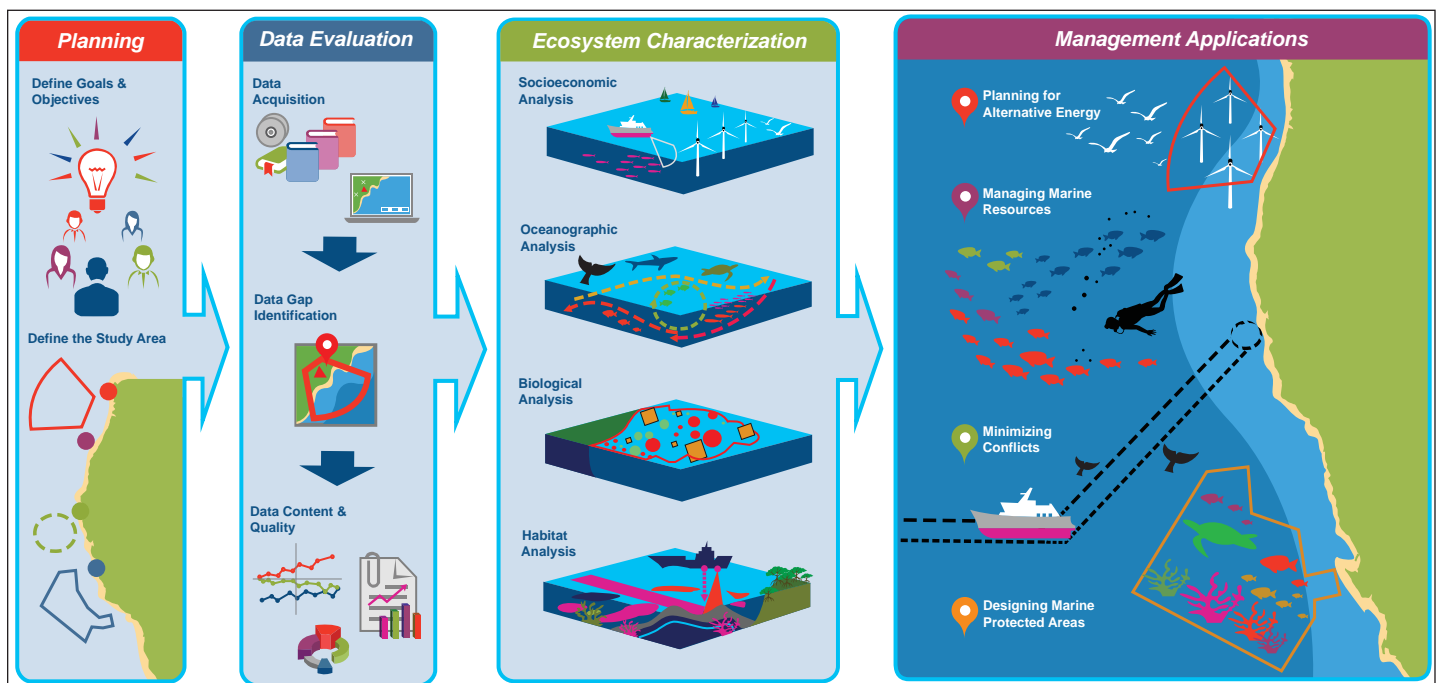 Planning
Define Goals &
Objectives
Define the Study Area
Data Evaluation
Data
Acquisition
Data Gap
Identification
Data Content &
Quality
Ecosystem Characterization
Socioeconomic
Analysis
Oceanographic
Analysis
Biological
Analysis
Habitat
Analysis
Management Applications
Planning for
Alternative Energy
Managing Marine
Resources
Minimizing
Conflicts
Designing Marine
Protected Areas